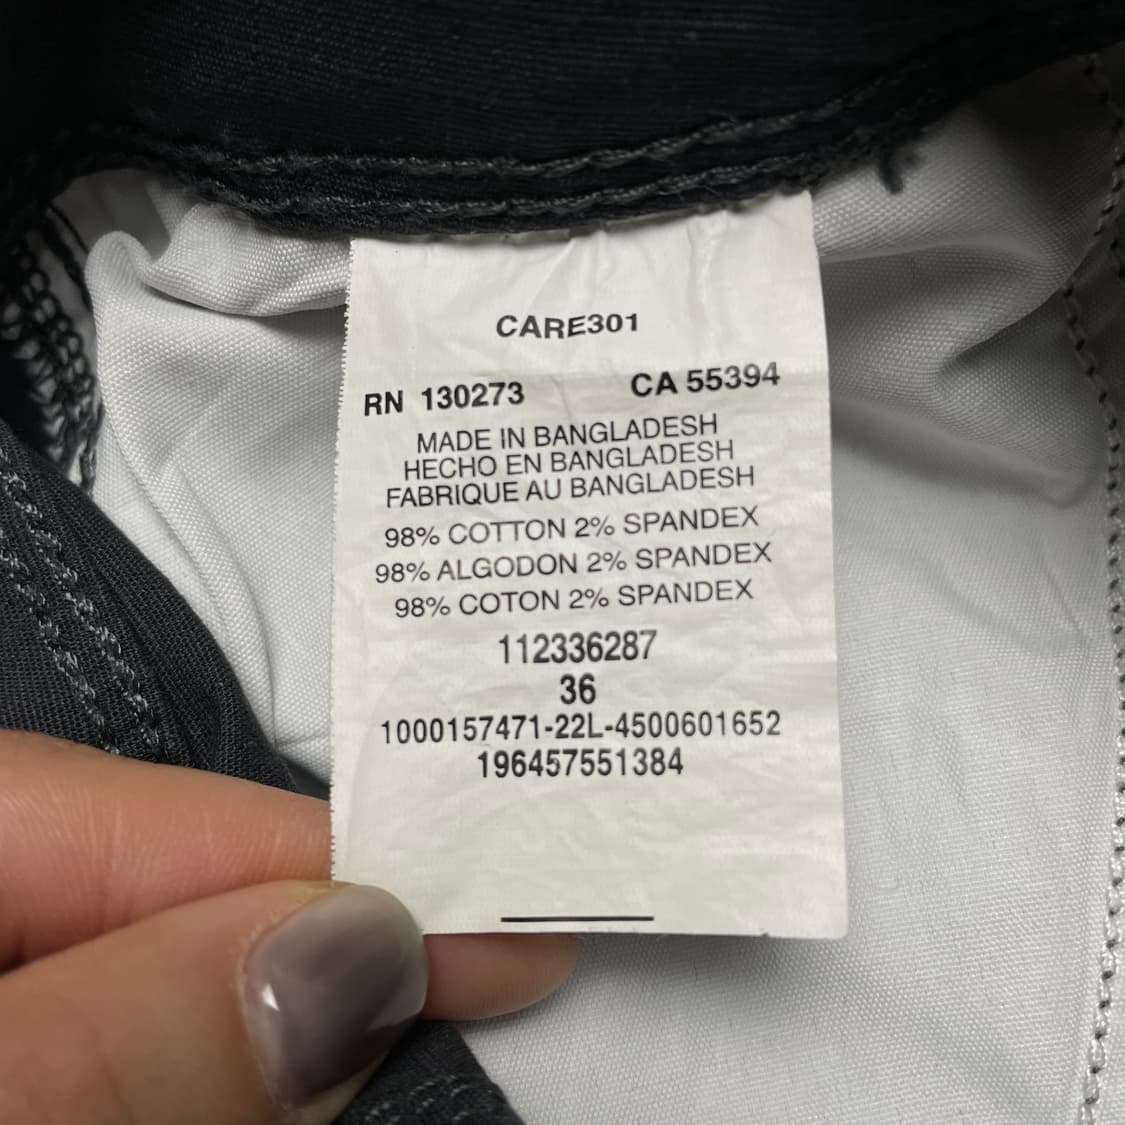 CARE301
RN 130273 CA 55394
MADE IN BANGLADESH
HECHO EN BANGLADESH
FABRIQUE AU BANGLADESH
98% COTTON 2% SPANDEX
98% ALGODON 2% SPANDEX
98% COTON 2% SPANDEX
112336287
36
1000157471-22L-4500601652
196457551384